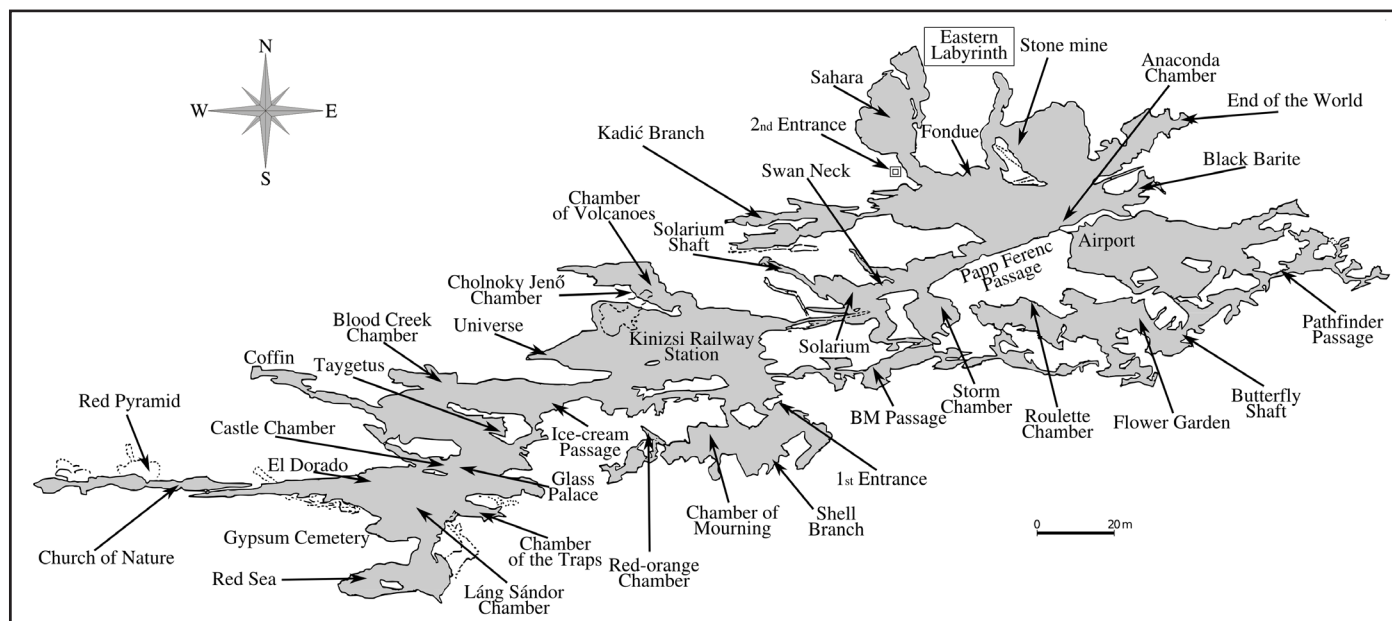 N
W
E
S
Eastern
Labyrinth
Stone mine
Anaconda
Chamber
Sahara
End of the World
2nd Entrance
Fondue
Kadić Branch
Black Barite
Swan Neck
Chamber
of Volcanoes
Solarium
Shaft
Airport
Papp Ferenc
Passage
Cholnoky Jenő
Chamber
Universe
Blood Creek
Chamber
Kinizsi Railway
Station
Pathfinder
Passage
Solarium
Coffin
Taygetus
Storm
Chamber
Butterfly
Shaft
BM Passage
Roulette
Chamber
Flower Garden
Red Pyramid
Castle Chamber
Ice-cream
Passage
El Dorado
Glass
Palace
1st Entrance
Chamber of
Mourning
Shell
Branch
0
20m
Gypsum Cemetery
Church of Nature
Chamber
of the Traps
Red-orange
Chamber
Red Sea
Láng Sándor
Chamber